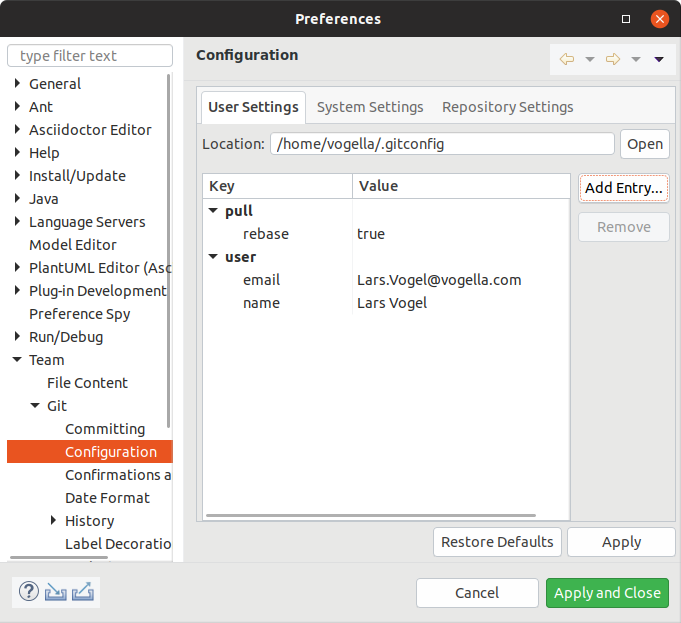 Preferences
type filter text
General
Ant
Asciidoctor Editor
Help
Install/Update
Java
Language Servers
Model Editor
PlantUML Editor (Asc
Plug-in Development
Preference Spy
Run/Debug
Team
File Content
Git
Committing
Configuration
Confirmations a
Date Format
History
Label Decoratio
Configuration
User Settings System Settings Repository Settings
Location: /home/vogella/.gitconfig Open
Key Value
pull
rebase true
user
email Lars.Vogel@vogella.com
name Lars Vogel
Add Entry...
Remove
Restore Defaults Apply
? Cancel Apply and Close